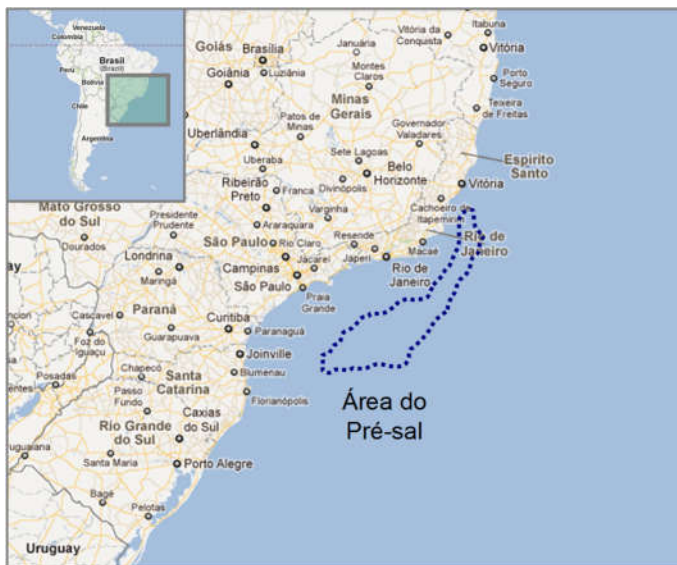 Venezuela
Colombia
Brasil
(Brazil)
Peru
Bolivia
Chile
Argentina
Goiás
Brasília
Goiânia
Luziânia
Januária
Montes
Claros
Vitória da
Conquista
Itabuna
Vitória
Porto
Seguro
Teixeira
de Freitas
Minas
Gerais
Patos de
Minas
Uberlândia
Uberaba
Governador
Valadares
Sete Lagoas
Belo
Horizonte
Divinópolis
Espirito
Santo
Vitória
Cachoeiro de
Itapemirim
Ribeirão
Preto
Franca
Varginha
Araraquara
Mato Grosso
do Sul
Dourados
Presidente
Prudente
São Paulo
Rio Claro
Resende
Japeri
Macaé
Rio de
Janeiro
Rio de
Janeiro
Londrina
Maringá
Campinas
Jacareí
São Paulo
Praia
Grande
Paraná
Cascavel
Foz do
Iguaçu
Guarapuava
Curitiba
Paranaguá
Joinville
Blumenau
Florianópolis
Posadas
Chapecó
Santa
Catarina
Passo
Fundo
Caxias
do Sul
Rio Grande
do Sul
Santa Maria
Porto Alegre
Bagé
Pelotas
Uruguay
Área do
Pré-sal